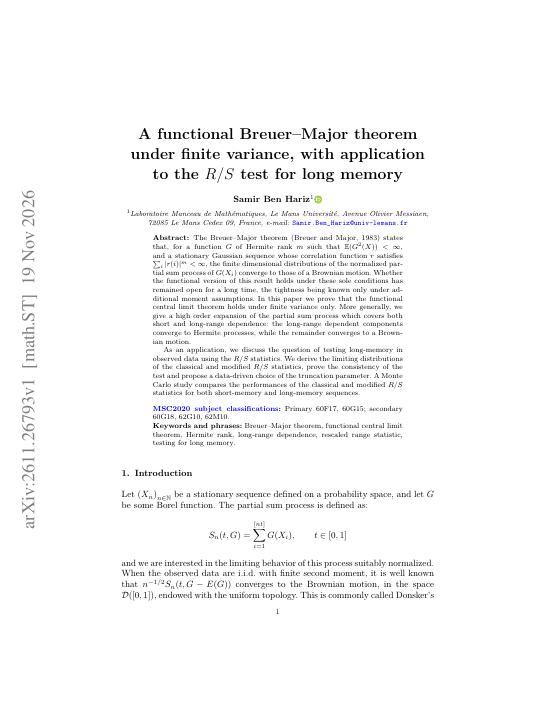 arXiv:2611.26793v1 [math.ST] 19 Nov 2026
A functional Breuer–Major theorem
under finite variance, with application
to the R/S test for long memory
Samir Ben Hariz¹
¹Laboratoire Manceau de Mathématiques, Le Mans Université, Avenue Olivier Messiaen,
72085 Le Mans Cedex 09, France, e-mail: Samir.Ben_Hariz@univ-lemans.fr
Abstract: The Breuer–Major theorem (Breuer and Major, 1983) states
that, for a function G of Hermite rank m such that 𝔼(G²(X)) < ∞,
and a stationary Gaussian sequence whose correlation function r satisfies
∑ᵢ |r(i)|ᵐ < ∞, the finite dimensional distributions of the normalized par-
tial sum process of G(Xᵢ) converge to those of a Brownian motion. Whether
the functional version of this result holds under these sole conditions has
remained open for a long time, the tightness being known only under ad-
ditional moment assumptions. In this paper we prove that the functional
central limit theorem holds under finite variance only. More generally, we
give a high order expansion of the partial sum process which covers both
short and long-range dependence: the long-range dependent components
converge to Hermite processes, while the remainder converges to a Brown-
ian motion.
As an application, we discuss the question of testing long-memory in
observed data using the R/S statistics. We derive the limiting distributions
of the classical and modified R/S statistics, prove the consistency of the
test and propose a data-driven choice of the truncation parameter. A Monte
Carlo study compares the performances of the classical and modified R/S
statistics for both short-memory and long-memory sequences.
MSC2020 subject classifications: Primary 60F17, 60G15; secondary
60G18, 62G10, 62M10.
Keywords and phrases: Breuer–Major theorem, functional central limit
theorem, Hermite rank, long-range dependence, rescaled range statistic,
testing for long memory.
1. Introduction
Let (Xₙ)ₙ∈ℕ be a stationary sequence defined on a probability space, and let G
be some Borel function. The partial sum process is defined as:
Sₙ(t, G) = ∑_{i=1}^{[nt]} G(Xᵢ), t ∈ [0, 1]
and we are interested in the limiting behavior of this process suitably normalized.
When the observed data are i.i.d. with finite second moment, it is well known
that n^{−1/2}Sₙ(t, G − E(G)) converges to the Brownian motion, in the space
𝒟([0, 1]), endowed with the uniform topology. This is commonly called Donsker's
1